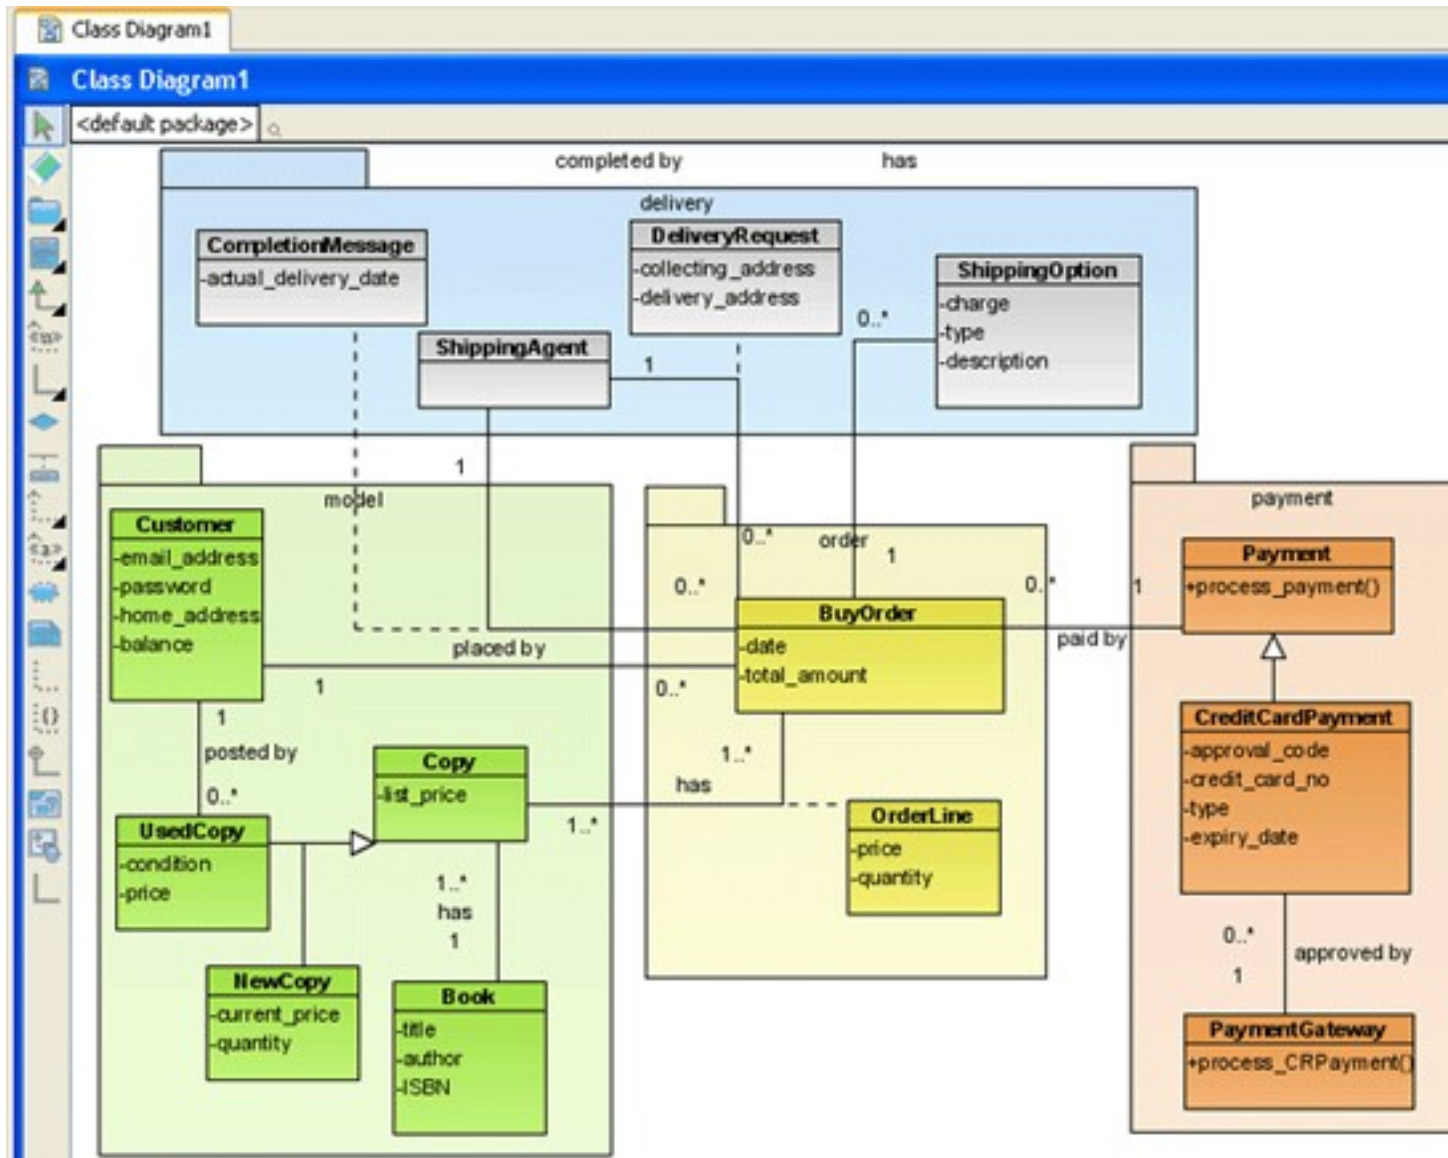 Class Diagram1
Class Diagram1
<default package>
completed by
has
delivery
CompletionMessage
-actual_delivery_date
DeliveryRequest
-collecting_address
-delivery_address
ShippingOption
-charge
-type
-description
0..*
ShippingAgent
1
1
model
Customer
-email_address
-password
-home_address
-balance
0..*
order
1
0..*
0..*
1
BuyOrder
-date
-total_amount
placed by
1
0..*
paid by
payment
Payment
+process_payment()
1
posted by
0..*
Copy
-list_price
1..*
has
1..*
UsedCopy
-condition
-price
OrderLine
-price
-quantity
CreditCardPayment
-approval_code
-credit_card_no
-type
-expiry_date
1..*
has
1
NewCopy
-current_price
-quantity
Book
-title
-author
-ISBN
0..*
approved by
1
PaymentGateway
+process_CRPayment()